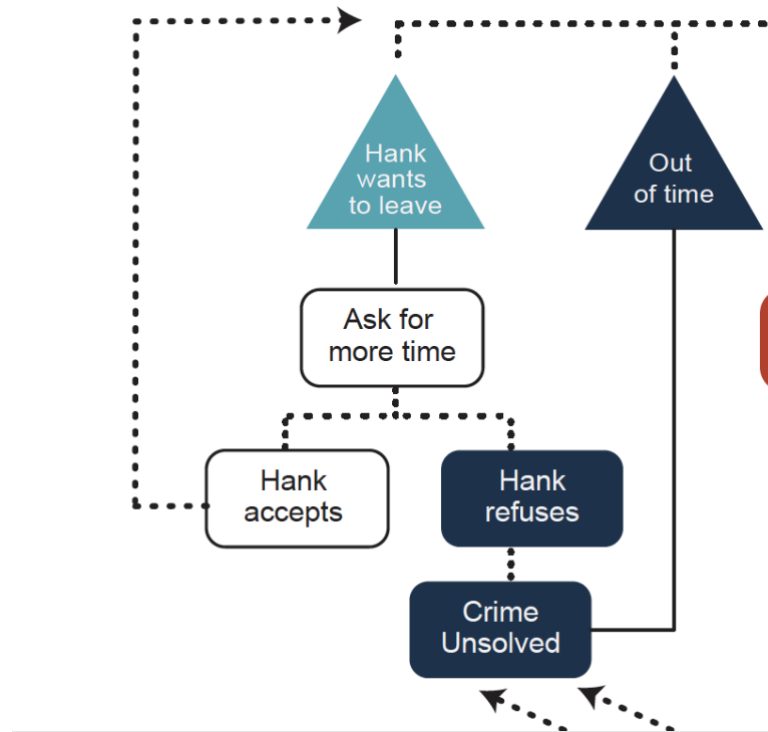 Hank
wants
to leave
Out
of time
Ask for
more time
Hank
accepts
Hank
refuses
Crime
Unsolved